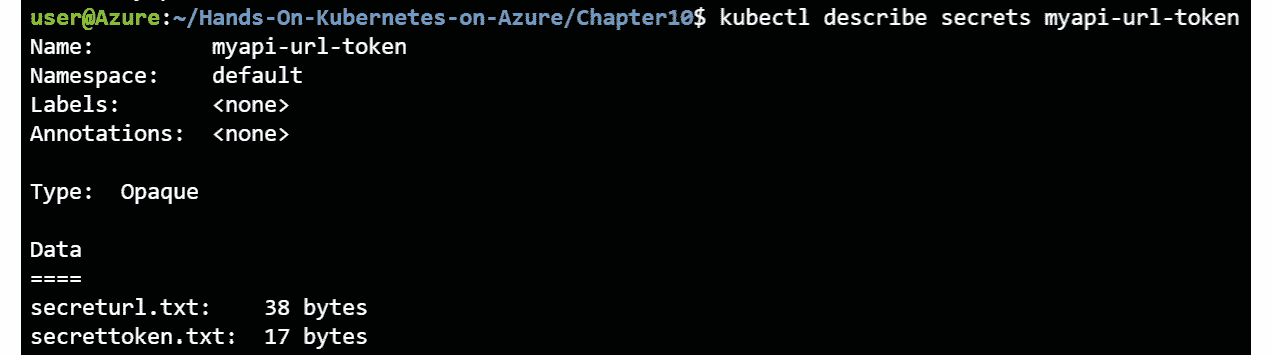 user@Azure:~/Hands-On-Kubernetes-on-Azure/Chapter10$ kubectl describe secrets myapi-url-token
Name:         myapi-url-token
Namespace:    default
Labels:       <none>
Annotations:  <none>

Type:  Opaque

Data
====
secreturl.txt:    38 bytes
secrettoken.txt:  17 bytes